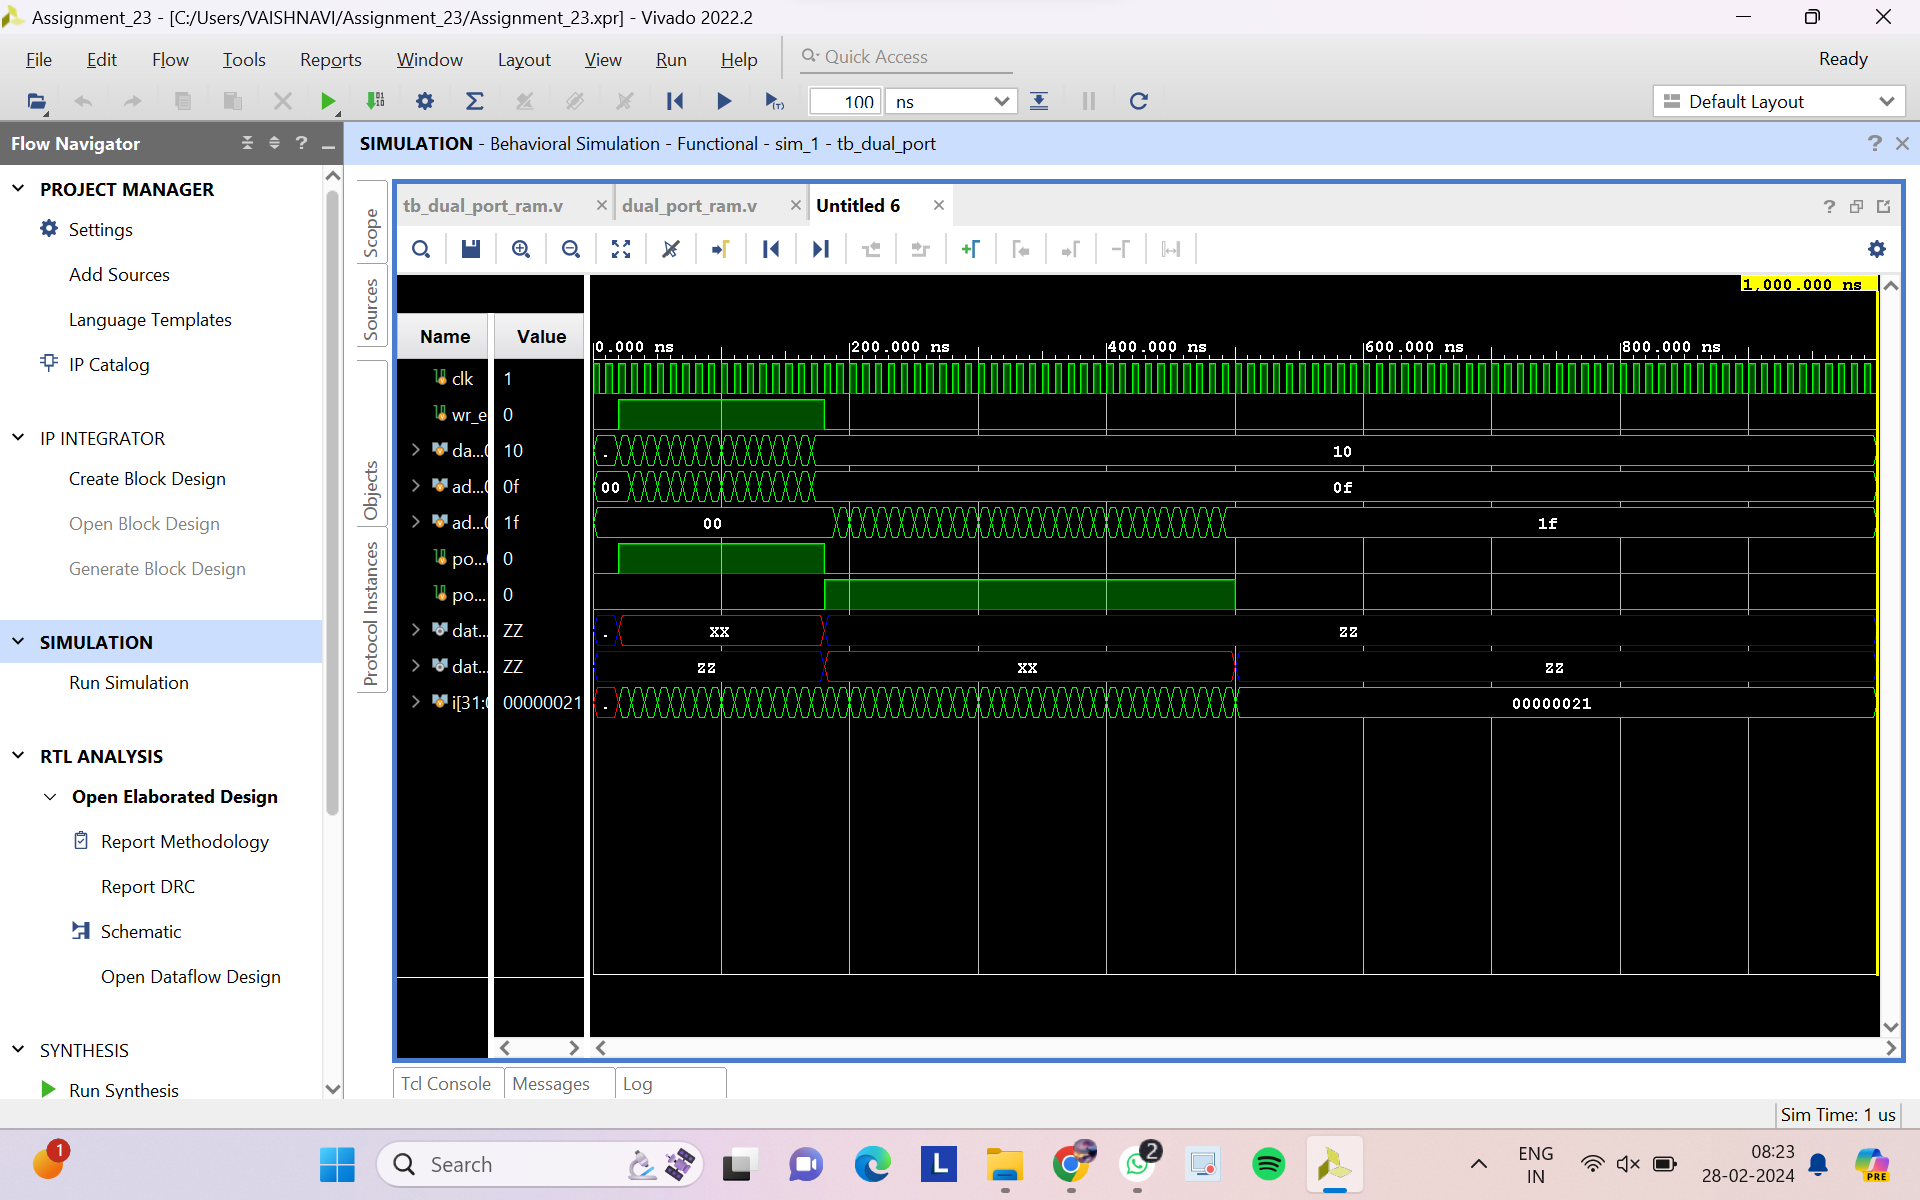 Assignment_23 - [C:/Users/VAISHNAVI/Assignment_23/Assignment_23.xpr] - Vivado 2022.2
File Edit Flow Tools Reports Window Layout View Run Help Quick Access Ready
100 ns Default Layout
Flow Navigator
SIMULATION - Behavioral Simulation - Functional - sim_1 - tb_dual_port
PROJECT MANAGER
Settings
Add Sources
Language Templates
IP Catalog
IP INTEGRATOR
Create Block Design
Open Block Design
Generate Block Design
SIMULATION
Run Simulation
RTL ANALYSIS
Open Elaborated Design
Report Methodology
Report DRC
Schematic
Open Dataflow Design
SYNTHESIS
Run Synthesis
Scope
Sources
Objects
Protocol Instances
tb_dual_port_ram.v dual_port_ram.v Untitled 6
1,000.000 ns
Name Value
0.000 ns 200.000 ns 400.000 ns 600.000 ns 800.000 ns
clk 1
wr_e 0
da...( 10 . 10
ad...( 0f 00 0f
ad...( 1f 00 1f
po...( 0
po... 0
dat... ZZ . XX ZZ
dat... ZZ ZZ XX ZZ
i[31:0 00000021 . 00000021
Tcl Console Messages Log
Sim Time: 1 us
1
Search
L
2
ENG
IN
08:23
28-02-2024
PRE